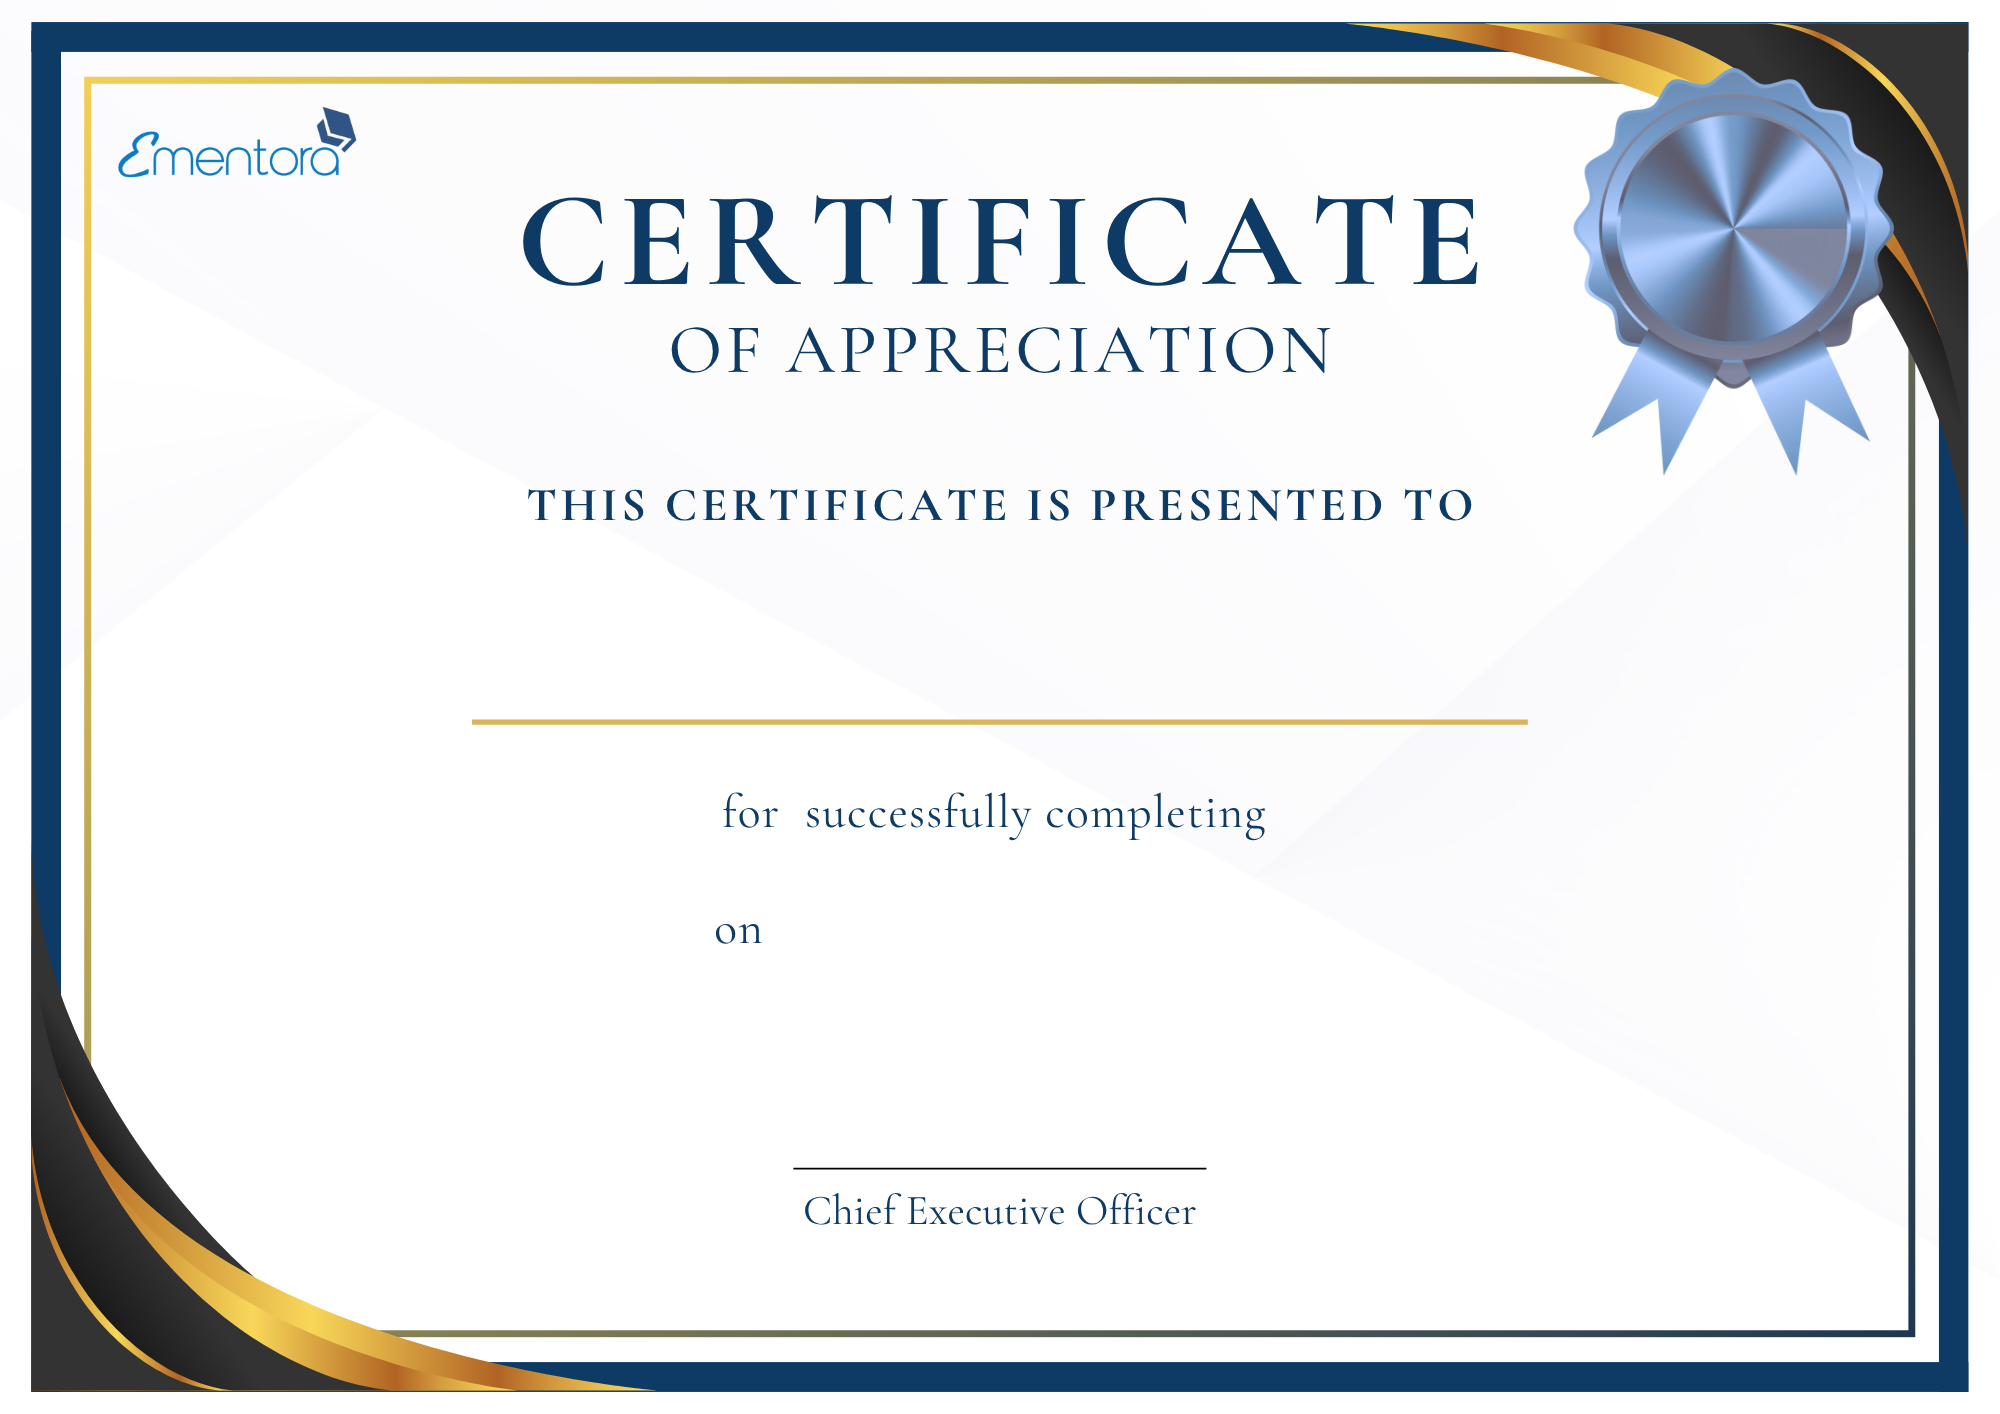 Ementora
CERTIFICATE
OF APPRECIATION
THIS CERTIFICATE IS PRESENTED TO
for  successfully completing
on
Chief Executive Officer